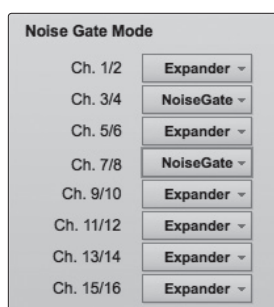 Noise Gate Mode
Ch. 1/2 Expander
Ch. 3/4 NoiseGate
Ch. 5/6 Expander
Ch. 7/8 NoiseGate
Ch. 9/10 Expander
Ch. 11/12 Expander
Ch. 13/14 Expander
Ch. 15/16 Expander